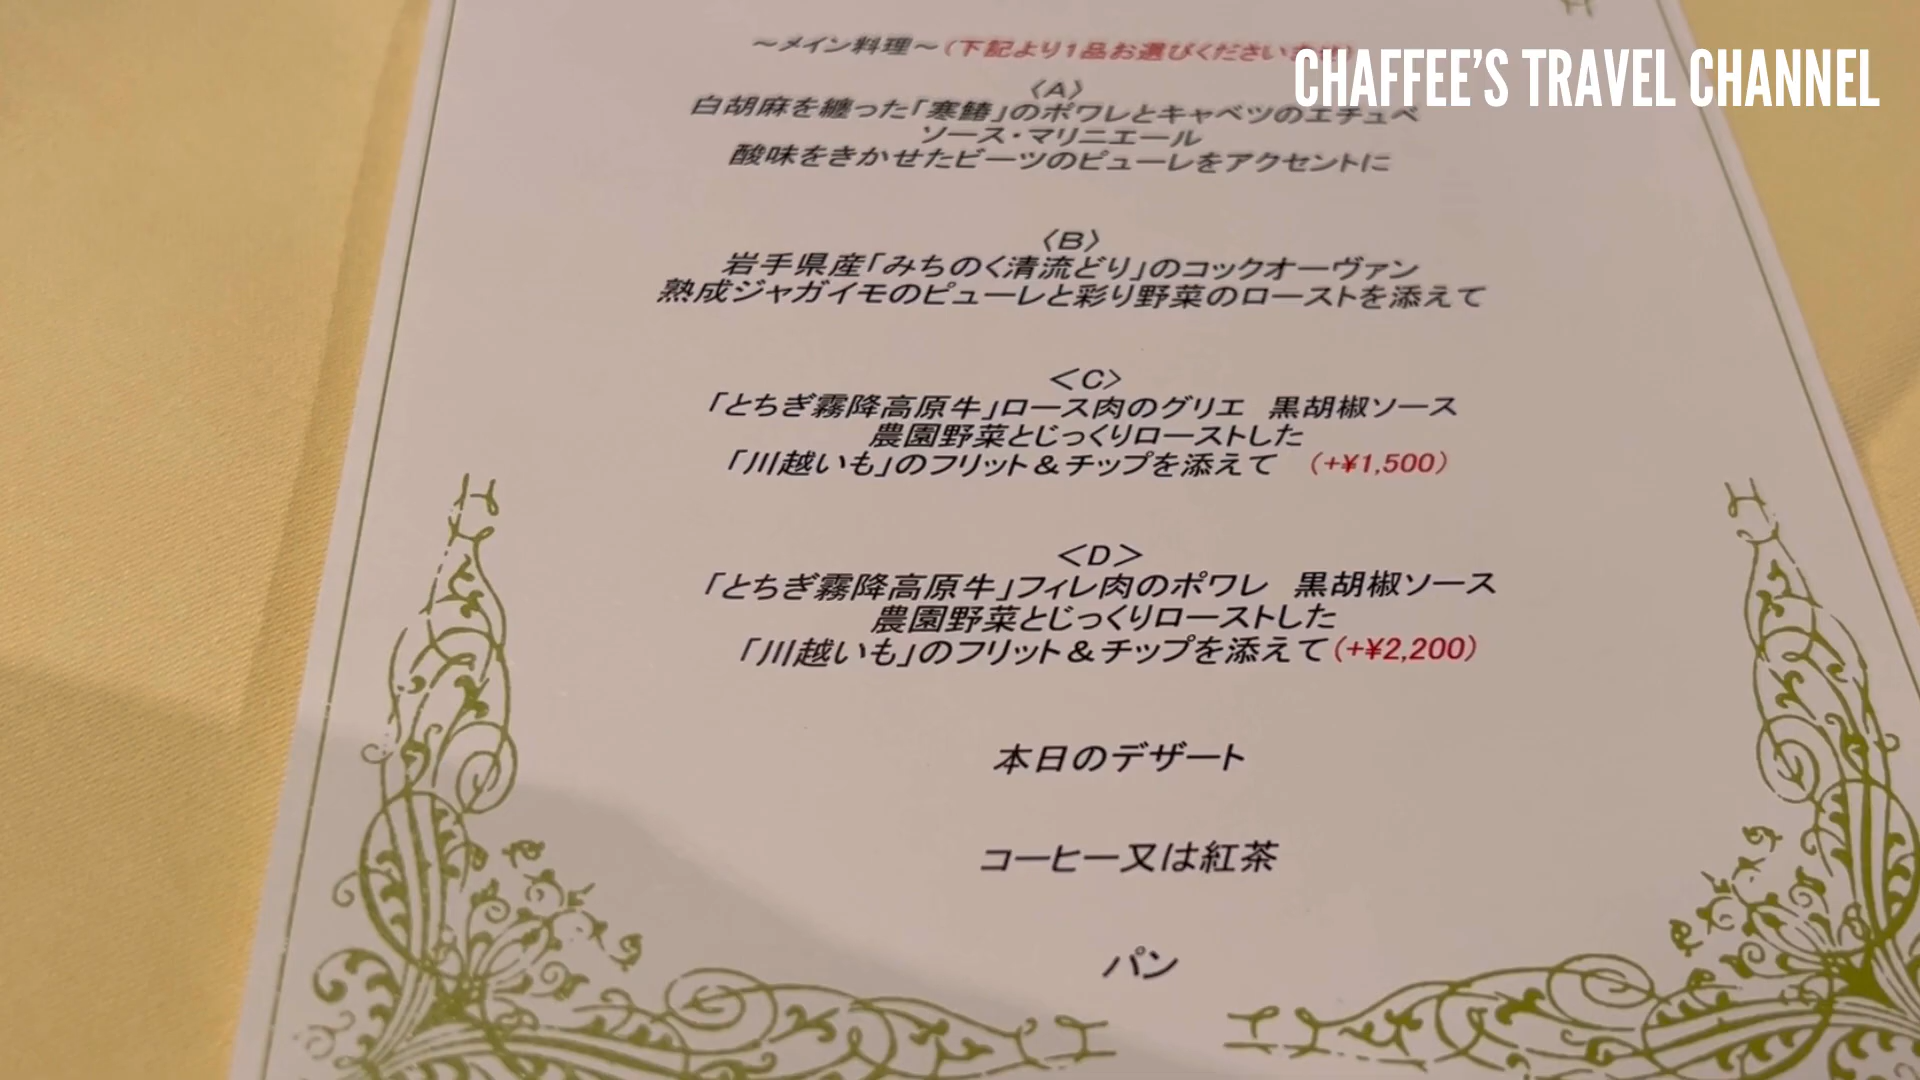 ～メイン料理～(下記より1品お選びくださいませ)
CHAFFEE'S TRAVEL CHANNEL
〈A〉
白胡麻を纏った「寒鰆」のポワレとキャベツのエチュベ
ソース・マリニエール
酸味をきかせたビーツのピューレをアクセントに
〈B〉
岩手県産「みちのく清流どり」のコックオーヴァン
熟成ジャガイモのピューレと彩り野菜のローストを添えて
＜C＞
「とちぎ霧降高原牛」ロース肉のグリエ 黒胡椒ソース
農園野菜とじっくりローストした
「川越いも」のフリット＆チップを添えて (+¥1,500)
＜D＞
「とちぎ霧降高原牛」フィレ肉のポワレ 黒胡椒ソース
農園野菜とじっくりローストした
「川越いも」のフリット＆チップを添えて(+¥2,200)
本日のデザート
コーヒー又は紅茶
パン